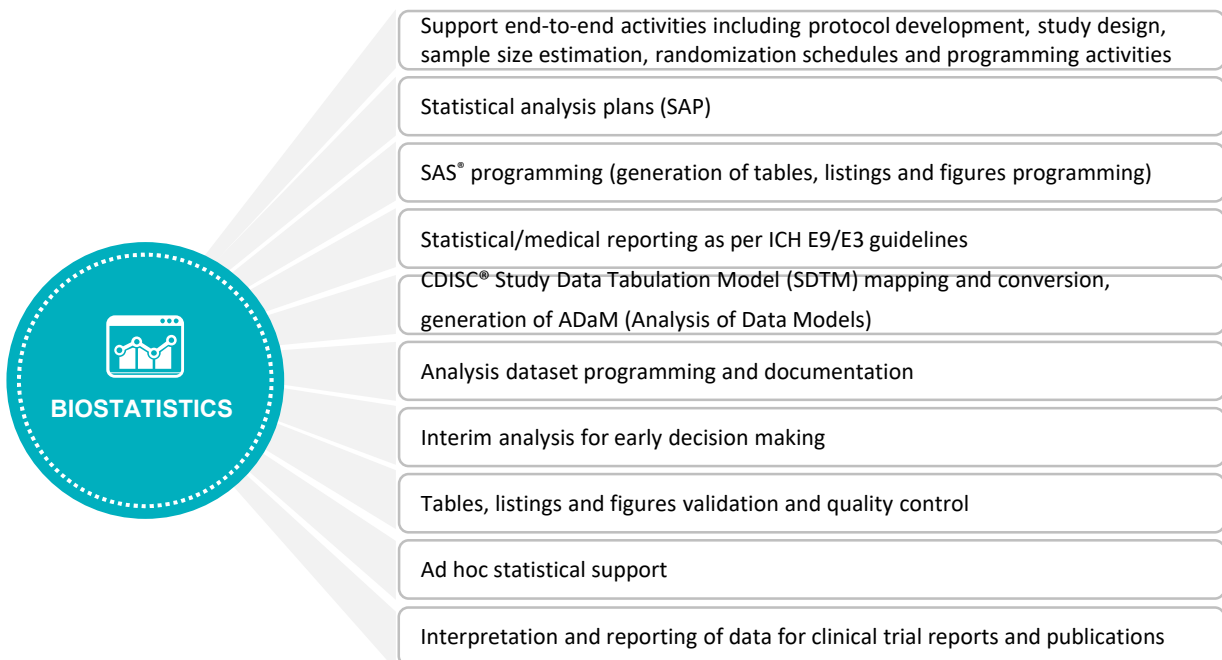 Support end-to-end activities including protocol development, study design,
sample size estimation, randomization schedules and programming activities
Statistical analysis plans (SAP)
SAS® programming (generation of tables, listings and figures programming)
Statistical/medical reporting as per ICH E9/E3 guidelines
CDISC® Study Data Tabulation Model (SDTM) mapping and conversion,
generation of ADaM (Analysis of Data Models)
BIOSTATISTICS
Analysis dataset programming and documentation
Interim analysis for early decision making
Tables, listings and figures validation and quality control
Ad hoc statistical support
Interpretation and reporting of data for clinical trial reports and publications